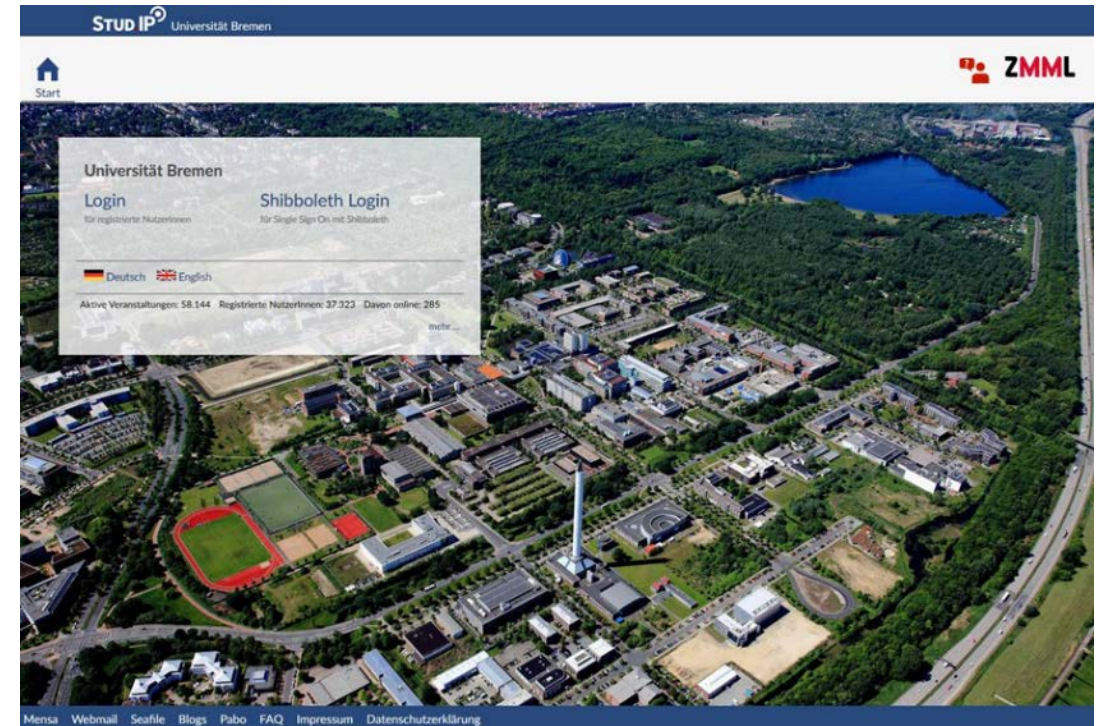 STUD.IP Universität Bremen
Start
ZMML
Universität Bremen
Login Shibboleth Login
für registrierte NutzerInnen für Single Sign On mit Shibboleth
Deutsch English
Aktive Veranstaltungen: 58.144 Registrierte NutzerInnen: 37.323 Davon online: 285
mehr ...
Mensa Webmail Seafile Blogs Pabo FAQ Impressum Datenschutzerklärung